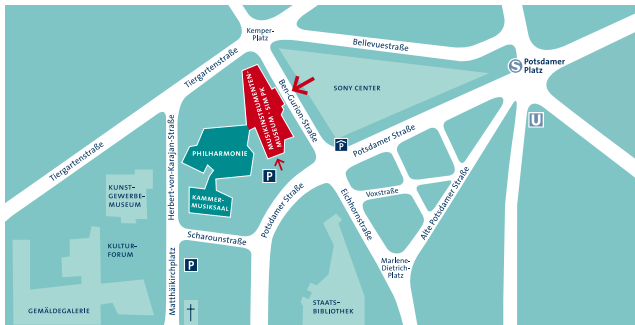 Kemper-
Platz
Bellevuestraße
S
Potsdamer
Platz
Tiergartenstraße
MUSIKINSTRUMENTEN-
MUSEUM - SIM PK
Ben-Gurion-Straße
SONY CENTER
U
P
Potsdamer Straße
PHILHARMONIE
P
Tiergartenstraße
Herbert-von-Karajan-Straße
KUNST-
GEWERBE-
MUSEUM
KAMMER-
MUSIKSAAL
Potsdamer Straße
Eichhornstraße
Voxstraße
Alte Potsdamer Straße
Scharounstraße
KULTUR-
FORUM
P
Matthäikirchplatz
Marlene-
Dietrich-
Platz
GEMÄLDEGALERIE
STAATS-
BIBLIOTHEK